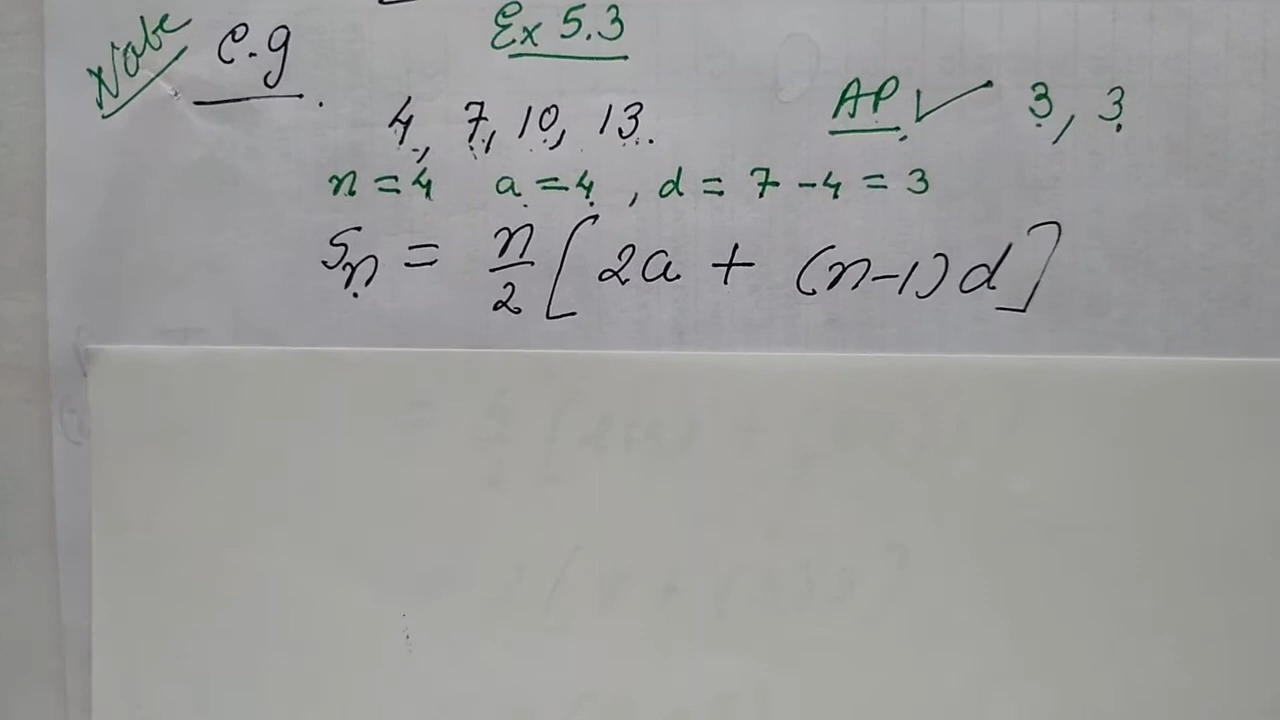 Ex 5.3
Note e.g.
4, 7, 10, 13. AP ✓ 3, 3
n = 4 a = 4, d = 7 - 4 = 3
Sn = n/2 [2a + (n-1)d]